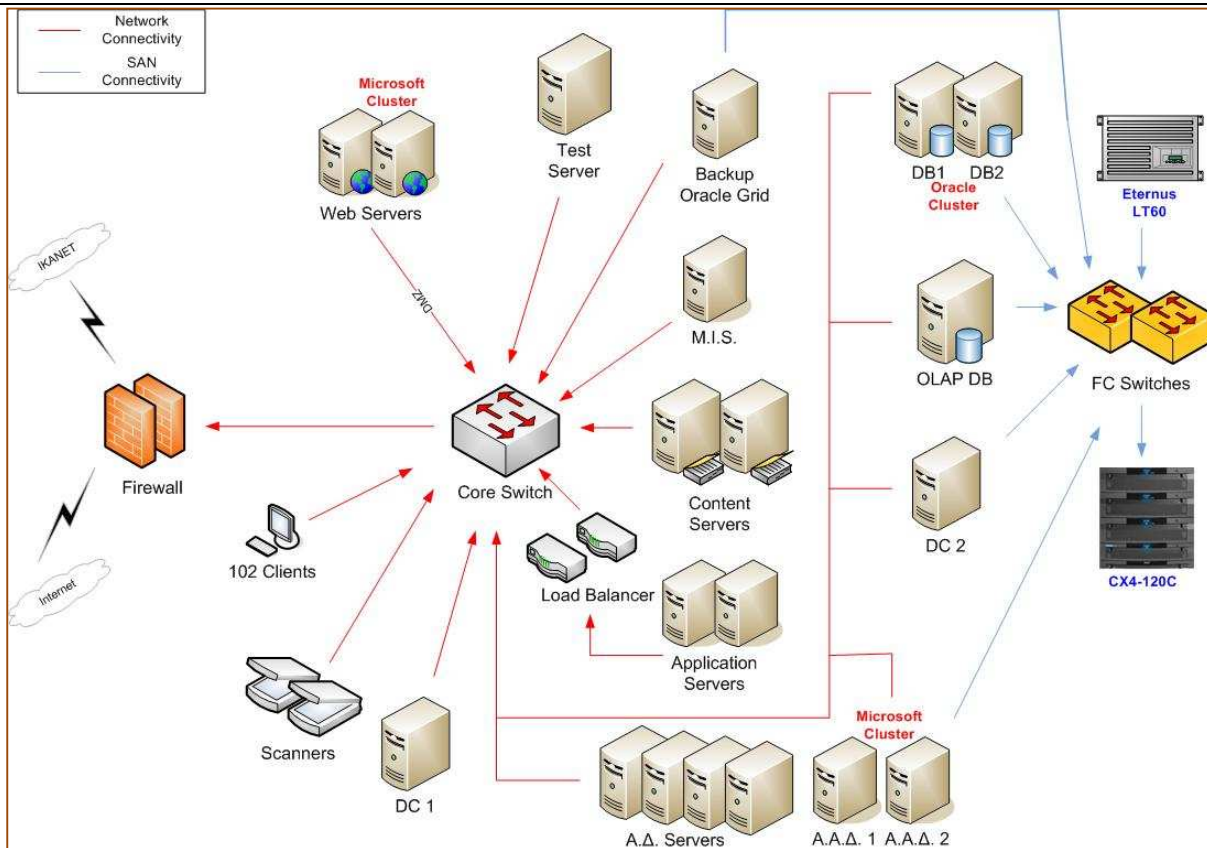 Network
Connectivity
SAN
Connectivity
Microsoft
Cluster
Web Servers
Test
Server
Backup
Oracle Grid
DB1
DB2
Oracle
Cluster
Eternus
LT60
IKANET
DMZ
M.I.S.
OLAP DB
FC Switches
Firewall
Core Switch
Content
Servers
DC 2
102 Clients
Load Balancer
CX4-120C
Internet
Application
Servers
Scanners
DC 1
Microsoft
Cluster
Α.Δ. Servers
Α.Α.Δ. 1
Α.Α.Δ. 2